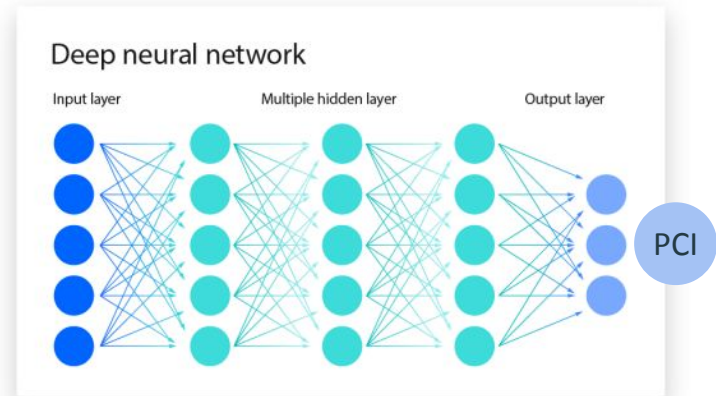 Deep neural network
Input layer
Multiple hidden layer
Output layer
PCI